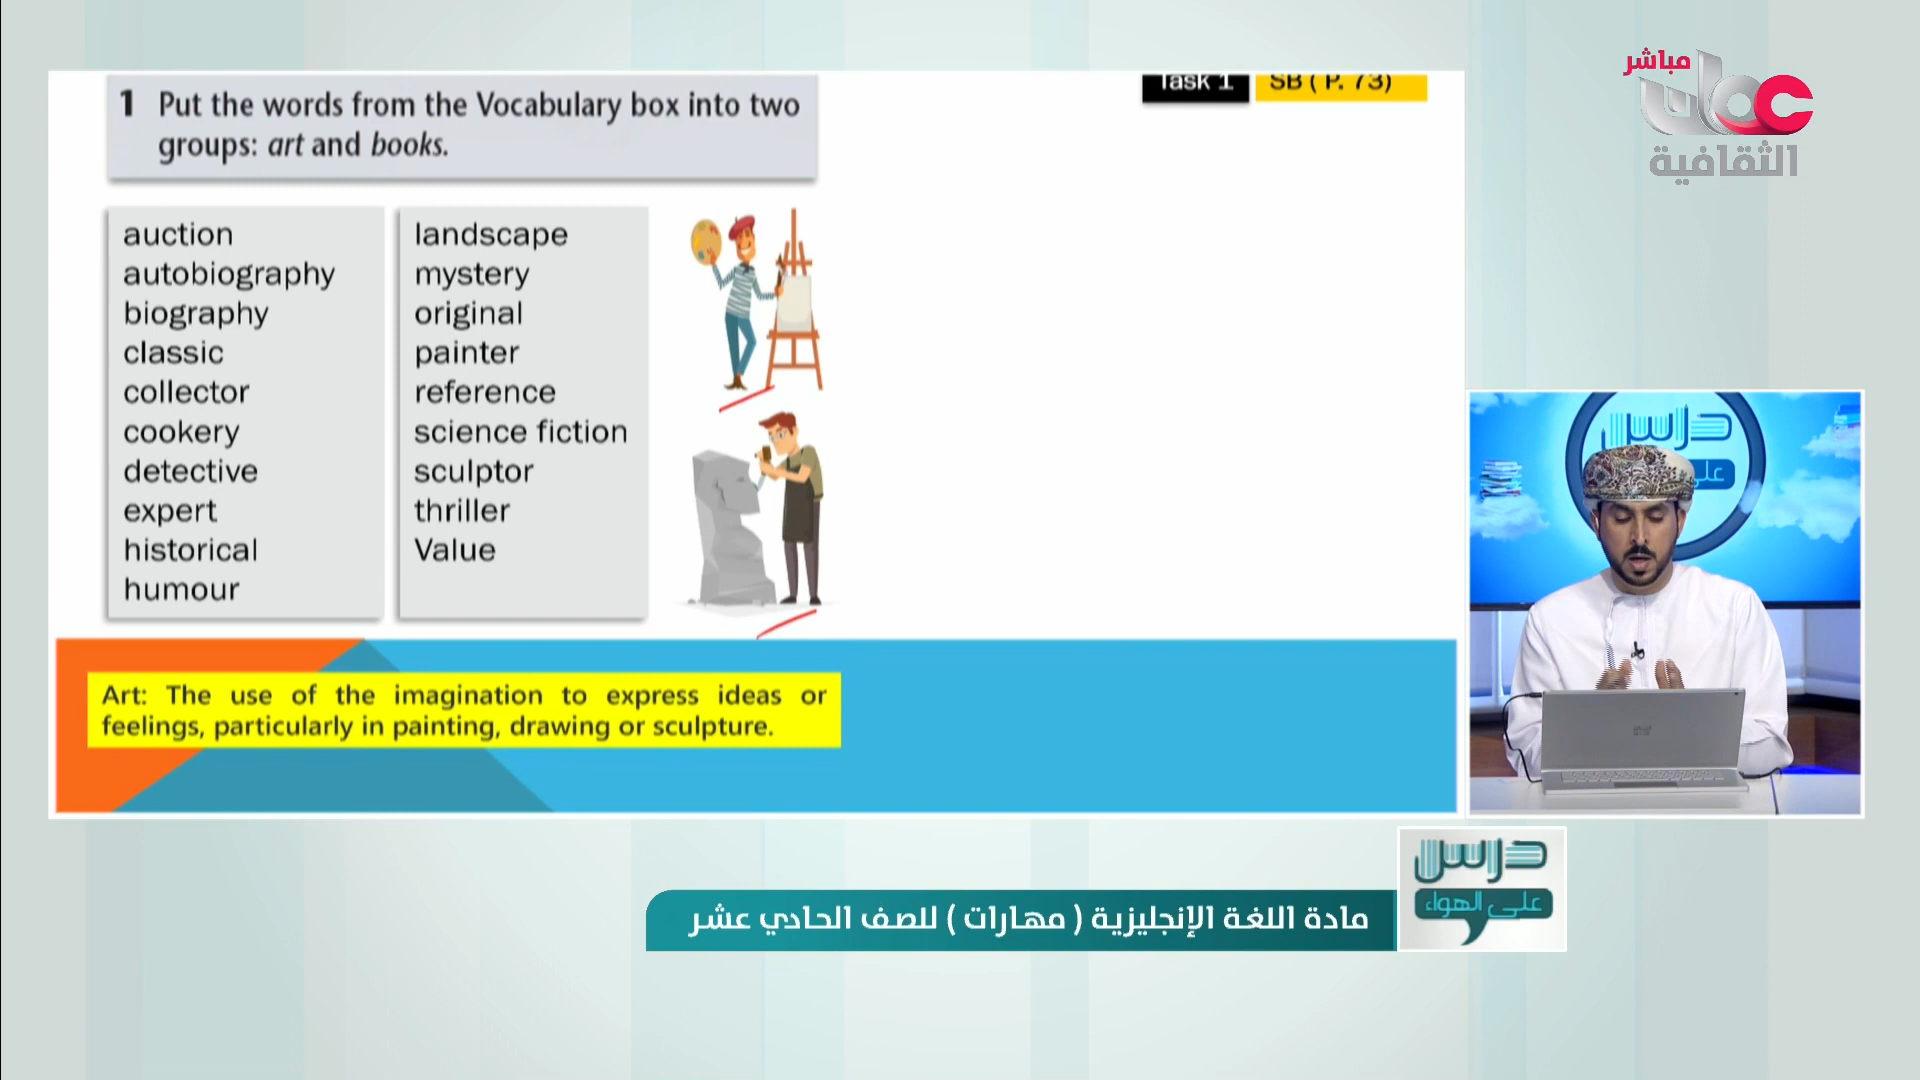 مباشر
عمان
الثقافية
Task 1
SB ( P. 73)
1 Put the words from the Vocabulary box into two
groups: art and books.
auction
autobiography
biography
classic
collector
cookery
detective
expert
historical
humour
landscape
mystery
original
painter
reference
science fiction
sculptor
thriller
Value
Art: The use of the imagination to express ideas or
feelings, particularly in painting, drawing or sculpture.
درس
على
درس
على الهواء
مادة اللغة الإنجليزية ( مهارات ) للصف الحادي عشر